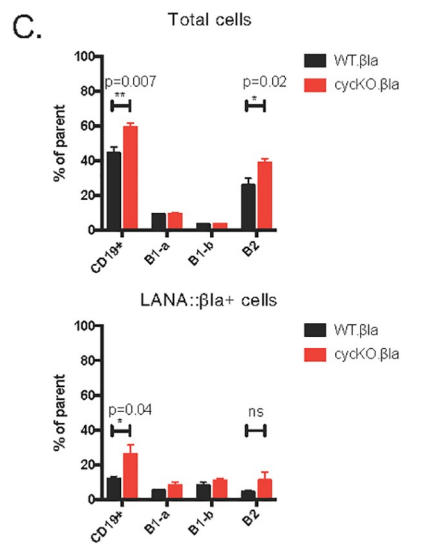 C.
Total cells
% of parent
100
80
60
40
20
0
p=0.007
**
p=0.02
*
CD19+
B1-a
B1-b
B2
WT.βla
cycKO.βla
LANA::βla+ cells
% of parent
100
80
60
40
20
0
p=0.04
*
ns
CD19+
B1-a
B1-b
B2
WT.βla
cycKO.βla